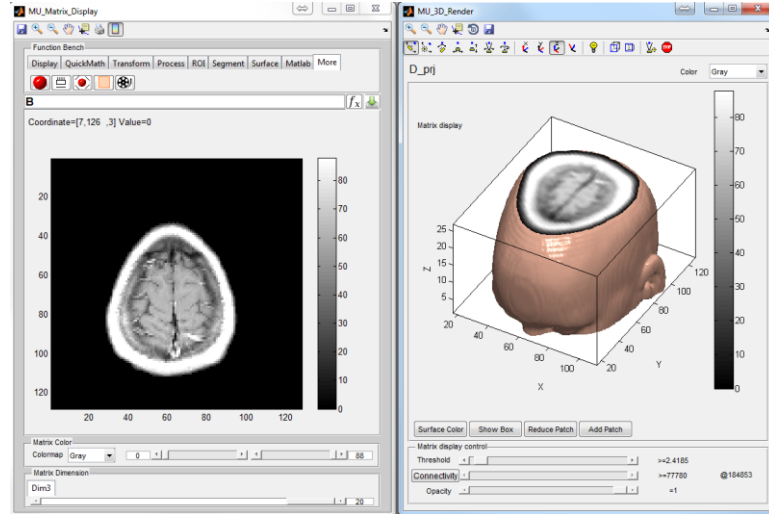 MU_Matrix_Display
Function Bench
Display QuickMath Transform Process ROI Segment Surface Matlab More
B
fx
Coordinate=[7,126 ,3] Value=0
20
40
60
80
100
120
20 40 60 80 100 120
80
70
60
50
40
30
20
10
0
Matrix Color
Colormap Gray 0 88
Matrix Dimension
Dim3
20
MU_3D_Render
D_prj
Color Gray
Matrix display
25
20
15
10
5
Z
20 40 60 80 100
X
20 40 60 80 100 120
Y
80
70
60
50
40
30
20
10
0
Surface Color Show Box Reduce Patch Add Patch
Matrix display control
Threshold >=2.4185
Connectivity >=77780 @184853
Opacity =1